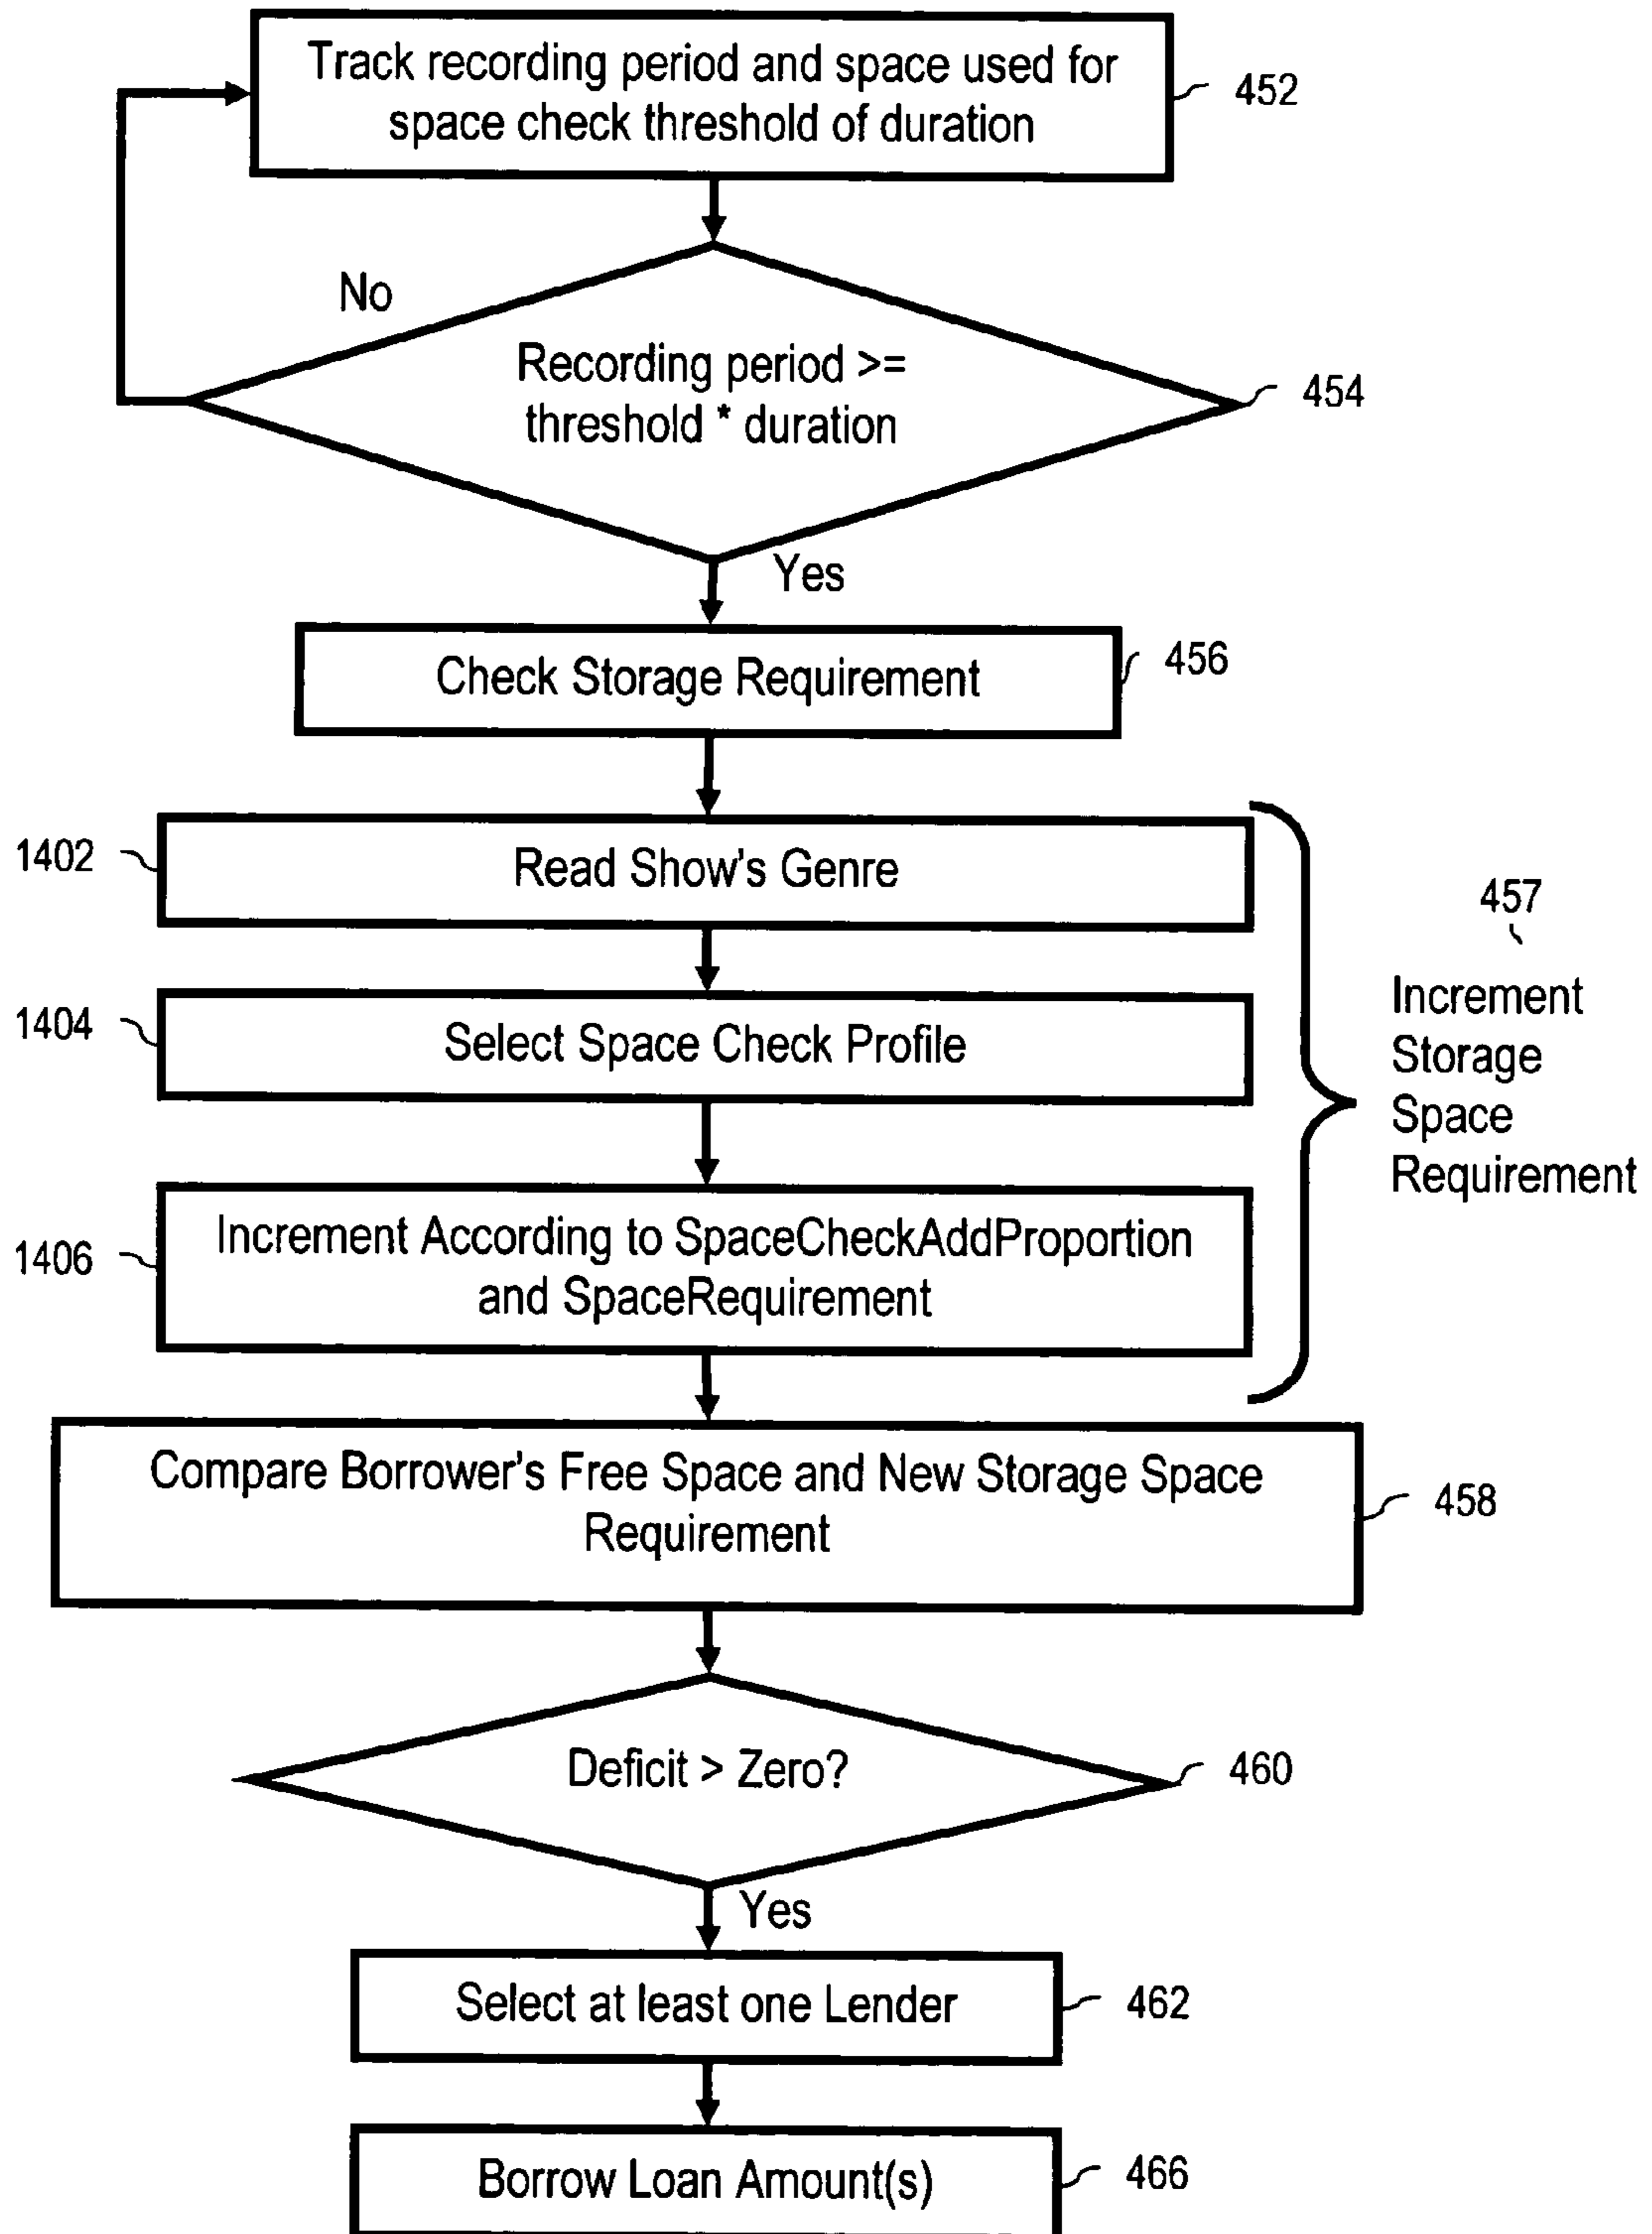 Track recording period and space used for
space check threshold of duration
452
No
Recording period >=
threshold * duration
454
Yes
Check Storage Requirement
456
1402
Read Show's Genre
457
1404
Select Space Check Profile
Increment
Storage
Space
Requirement
1406
Increment According to SpaceCheckAddProportion
and SpaceRequirement
Compare Borrower's Free Space and New Storage Space
Requirement
458
Deficit > Zero?
460
Yes
Select at least one Lender
462
Borrow Loan Amount(s)
466